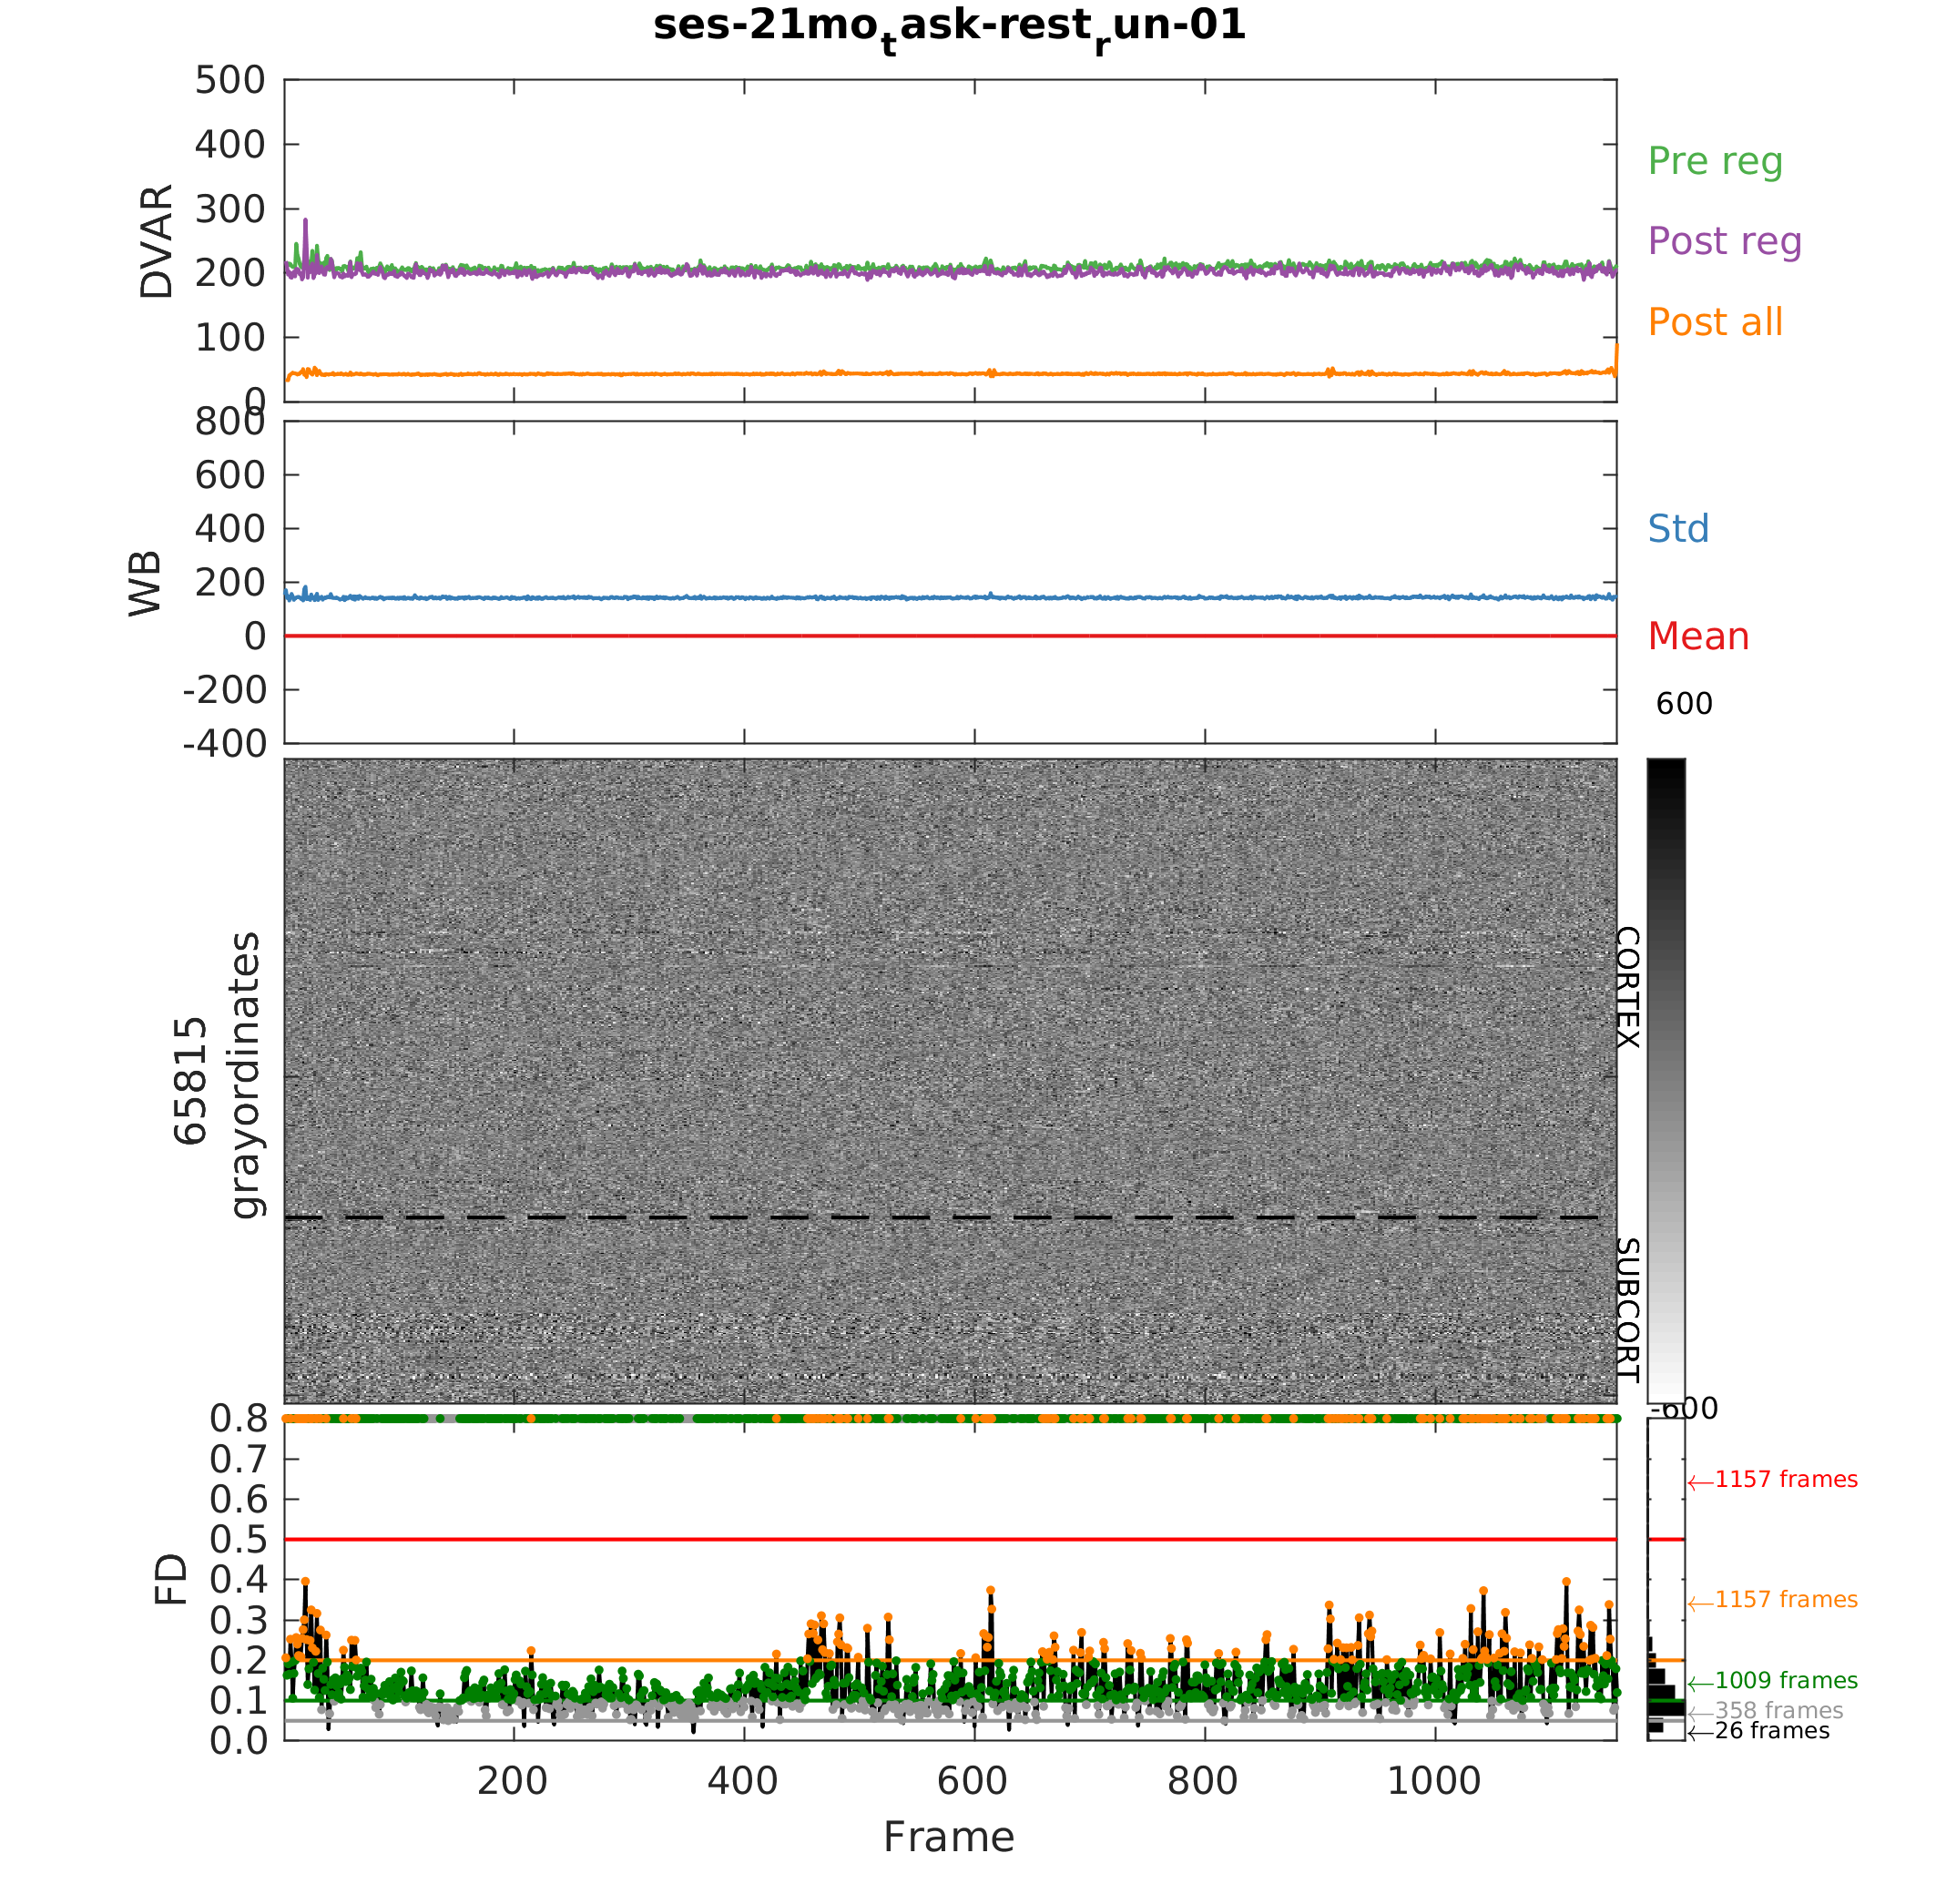 ses-21mo_task-rest_run-01
500
400
300
200
100
0
DVAR
Pre reg
Post reg
Post all
800
600
400
200
0
-200
-400
WB
Std
Mean
600
65815
grayordinates
CORTEX
SUBCORT
-600
0.8
0.7
0.6
0.5
0.4
0.3
0.2
0.1
0.0
FD
←1157 frames
←1157 frames
←1009 frames
←358 frames
←26 frames
200 400 600 800 1000
Frame